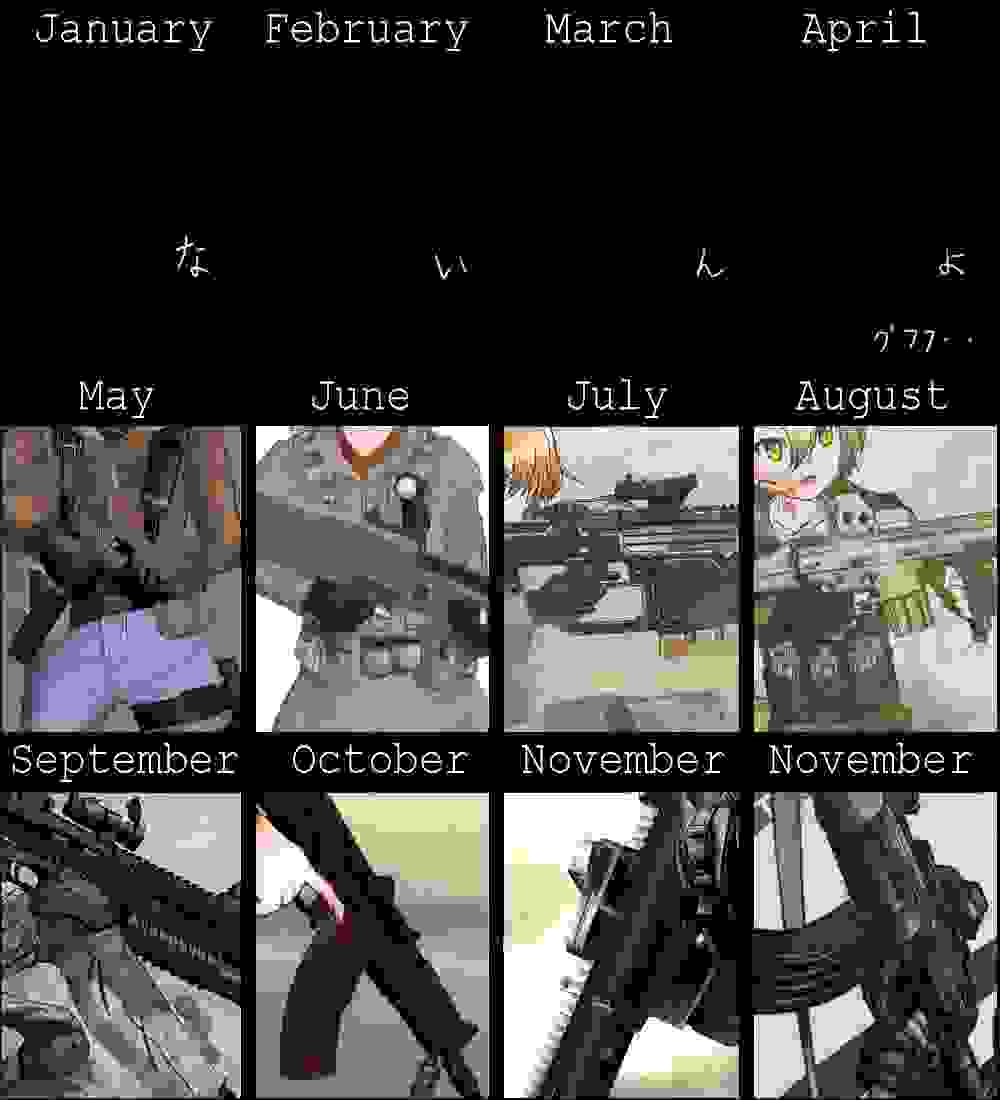 January February March April
な い ん よ
グフフ・・
May June July August
September October November November